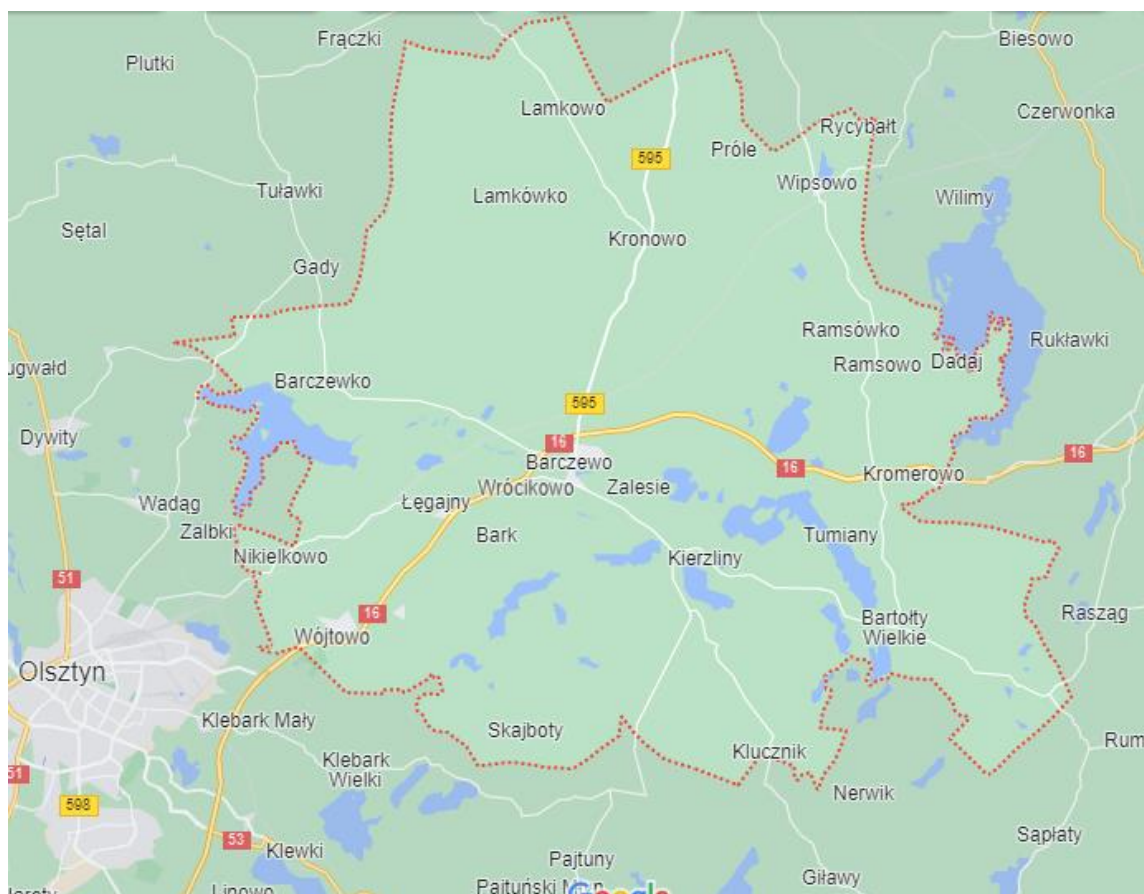 Frączki
Biesowo
Plutki
Lamkowo
Czerwonka
Rycybałt
Próle
595
Wipsowo
Tuławki
Lamkówko
Wilimy
Sętal
Kronowo
Gady
Ramsówko
Rukławki
ugwałd
Ramsowo
Dadaj
Barczewko
595
Dywity
16
16
16
Barczewo
Kromerowo
Wrócikowo
Zalesie
Wadąg
Łęgajny
Zalbki
Bark
Tumiany
Nikielkowo
Kierzliny
51
16
Rasząg
Wójtowo
Bartołty
Wielkie
Olsztyn
Klebark Mały
Skajboty
Rum
Klucznik
Klebark
Wielki
51
Nerwik
598
53
Klewki
Sąpłaty
Pajtuny
Giławy
Linowo
Google